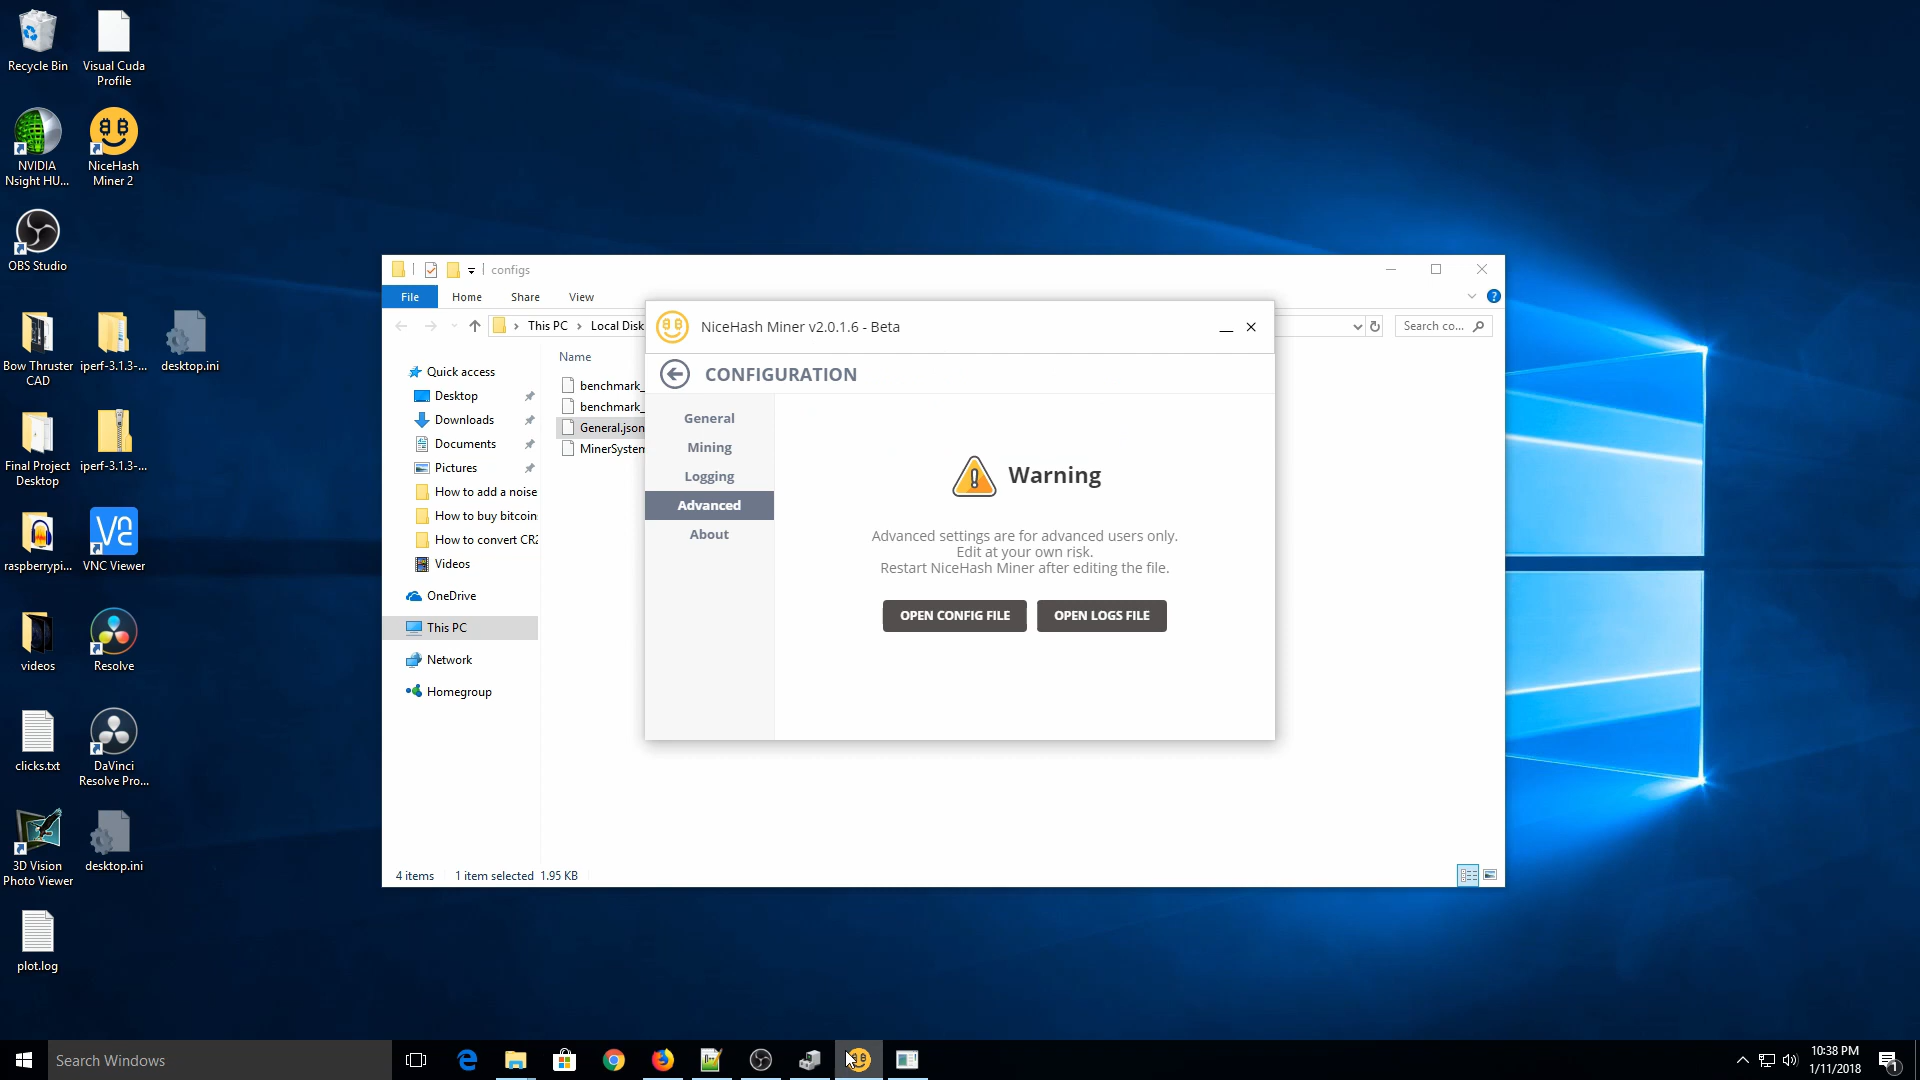 Recycle Bin
Visual Cuda
Profile
NVIDIA
Nsight HU...
NiceHash
Miner 2
OBS Studio
Bow Thruster
CAD
iperf-3.1.3-...
desktop.ini
Final Project
Desktop
iperf-3.1.3-...
raspberrypi...
VNC Viewer
videos
Resolve
clicks.txt
DaVinci
Resolve Pro...
3D Vision
Photo Viewer
desktop.ini
plot.log
configs
File
Home
Share
View
This PC
Local Disk
Search co...
Quick access
Desktop
Downloads
Documents
Pictures
How to add a noise
How to buy bitcoin
How to convert CR2
Videos
OneDrive
This PC
Network
Homegroup
Name
benchmark_
benchmark_
General.json
MinerSystem
4 items
1 item selected 1.95 KB
NiceHash Miner v2.0.1.6 - Beta
CONFIGURATION
General
Mining
Logging
Advanced
About
Warning
Advanced settings are for advanced users only.
Edit at your own risk.
Restart NiceHash Miner after editing the file.
OPEN CONFIG FILE
OPEN LOGS FILE
Search Windows
10:38 PM
1/11/2018
1